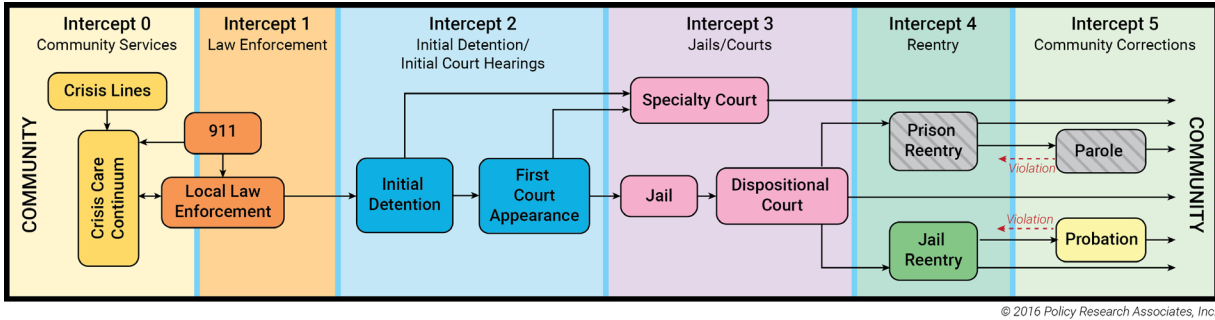 Intercept 0
Community Services
Intercept 1
Law Enforcement
Intercept 2
Initial Detention/
Initial Court Hearings
Intercept 3
Jails/Courts
Intercept 4
Reentry
Intercept 5
Community Corrections
COMMUNITY
Crisis Lines
Crisis Care
Continuum
911
Local Law
Enforcement
Initial
Detention
First
Court
Appearance
Specialty Court
Jail
Dispositional
Court
Prison
Reentry
Violation
Parole
Jail
Reentry
Violation
Probation
COMMUNITY
© 2016 Policy Research Associates, Inc.